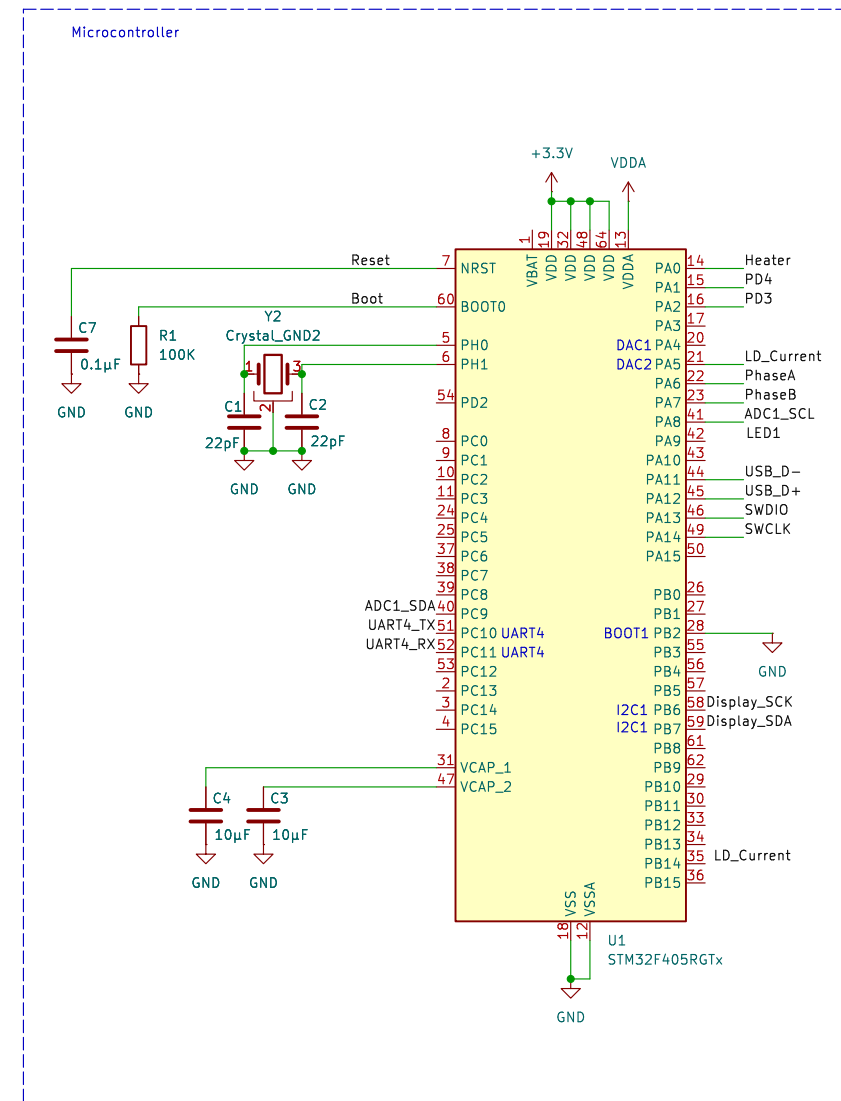 Microcontroller
+3.3V
VDDA
1 19 32 48 64 13
VBAT VDD VDD VDD VDD VDDA
Reset 7 NRST
Boot 60 BOOT0
C7
0.1µF
GND
R1
100K
GND
Y2
Crystal_GND2
1 3
2
C1
22pF
C2
22pF
GND GND
5 PH0
6 PH1
54 PD2
8 PC0
9 PC1
10 PC2
11 PC3
24 PC4
25 PC5
37 PC6
38 PC7
39 PC8
ADC1_SDA 40 PC9
UART4_TX 51 PC10 UART4
UART4_RX 52 PC11 UART4
53 PC12
2 PC13
3 PC14
4 PC15
31 VCAP_1
47 VCAP_2
C4
10µF
GND
C3
10µF
GND
PA0 14 Heater
PA1 15 PD4
PA2 16 PD3
PA3 17
DAC1 PA4 20
DAC2 PA5 21 LD_Current
PA6 22 PhaseA
PA7 23 PhaseB
PA8 41 ADC1_SCL
PA9 42 LED1
PA10 43
PA11 44 USB_D-
PA12 45 USB_D+
PA13 46 SWDIO
PA14 49 SWCLK
PA15 50
PB0 26
PB1 27
BOOT1 PB2 28
GND
PB3 55
PB4 56
PB5 57
I2C1 PB6 58 Display_SCK
I2C1 PB7 59 Display_SDA
PB8 61
PB9 62
PB10 29
PB11 30
PB12 33
PB13 34
PB14 35 LD_Current
PB15 36
VSS VSSA
18 12
U1
STM32F405RGTx
GND